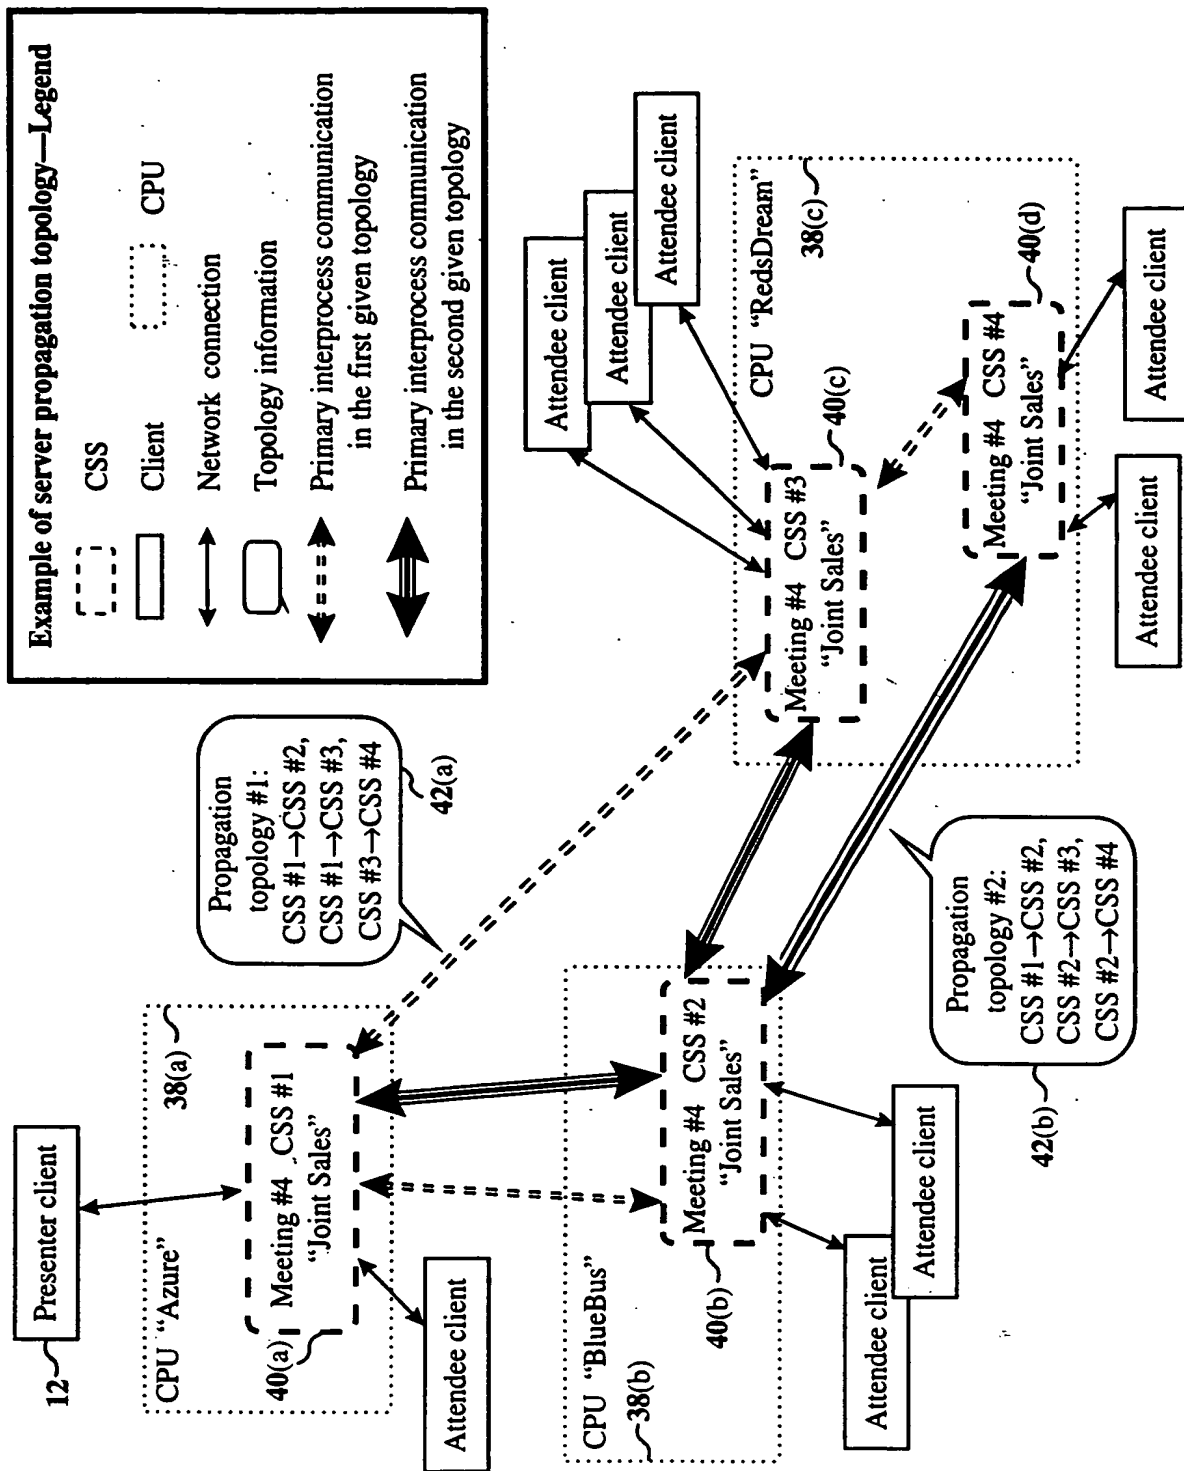 Example of server propagation topology—Legend
CSS
Client
CPU
Network connection
Topology information
Primary interprocess communication
in the first given topology
Primary interprocess communication
in the second given topology
12
Presenter client
CPU “Azure”
38(a)
Meeting #4 CSS #1
“Joint Sales”
40(a)
Attendee client
Propagation
topology #1:
CSS #1→CSS #2,
CSS #1→CSS #3,
CSS #3→CSS #4
42(a)
Attendee client
Attendee client
Attendee client
CPU “BlueBus”
38(b)
Meeting #4 CSS #2
“Joint Sales”
40(b)
Attendee client
Attendee client
CPU “RedsDream”
38(c)
Meeting #4 CSS #3
“Joint Sales”
40(c)
Meeting #4 CSS #4
“Joint Sales”
40(d)
Attendee client
Attendee client
Propagation
topology #2:
CSS #1→CSS #2,
CSS #2→CSS #3,
CSS #2→CSS #4
42(b)